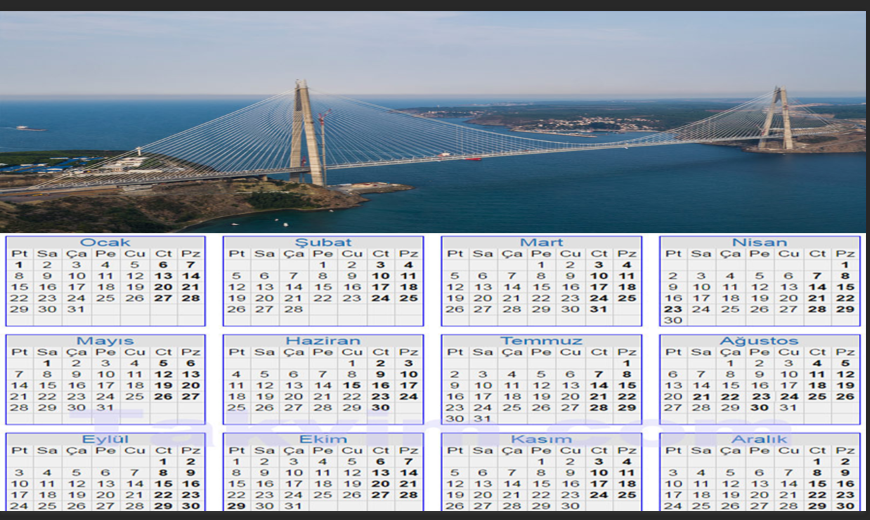 Ocak
Pt Sa Ça Pe Cu Ct Pz
1 2 3 4 5 6 7
8 9 10 11 12 13 14
15 16 17 18 19 20 21
22 23 24 25 26 27 28
29 30 31
Şubat
Pt Sa Ça Pe Cu Ct Pz
1 2 3 4
5 6 7 8 9 10 11
12 13 14 15 16 17 18
19 20 21 22 23 24 25
26 27 28
Mart
Pt Sa Ça Pe Cu Ct Pz
1 2 3 4
5 6 7 8 9 10 11
12 13 14 15 16 17 18
19 20 21 22 23 24 25
26 27 28 29 30 31
Nisan
Pt Sa Ça Pe Cu Ct Pz
1
2 3 4 5 6 7 8
9 10 11 12 13 14 15
16 17 18 19 20 21 22
23 24 25 26 27 28 29
30
Mayıs
Pt Sa Ça Pe Cu Ct Pz
1 2 3 4 5 6
7 8 9 10 11 12 13
14 15 16 17 18 19 20
21 22 23 24 25 26 27
28 29 30 31
Haziran
Pt Sa Ça Pe Cu Ct Pz
1 2 3
4 5 6 7 8 9 10
11 12 13 14 15 16 17
18 19 20 21 22 23 24
25 26 27 28 29 30
Temmuz
Pt Sa Ça Pe Cu Ct Pz
1
2 3 4 5 6 7 8
9 10 11 12 13 14 15
16 17 18 19 20 21 22
23 24 25 26 27 28 29
30 31
Ağustos
Pt Sa Ça Pe Cu Ct Pz
1 2 3 4 5
6 7 8 9 10 11 12
13 14 15 16 17 18 19
20 21 22 23 24 25 26
27 28 29 30 31
Takvim.com
Eylül
Pt Sa Ça Pe Cu Ct Pz
1 2
3 4 5 6 7 8 9
10 11 12 13 14 15 16
17 18 19 20 21 22 23
24 25 26 27 28 29 30
Ekim
Pt Sa Ça Pe Cu Ct Pz
1 2 3 4 5 6 7
8 9 10 11 12 13 14
15 16 17 18 19 20 21
22 23 24 25 26 27 28
29 30 31
Kasım
Pt Sa Ça Pe Cu Ct Pz
1 2 3 4
5 6 7 8 9 10 11
12 13 14 15 16 17 18
19 20 21 22 23 24 25
26 27 28 29 30
Aralık
Pt Sa Ça Pe Cu Ct Pz
1 2
3 4 5 6 7 8 9
10 11 12 13 14 15 16
17 18 19 20 21 22 23
24 25 26 27 28 29 30